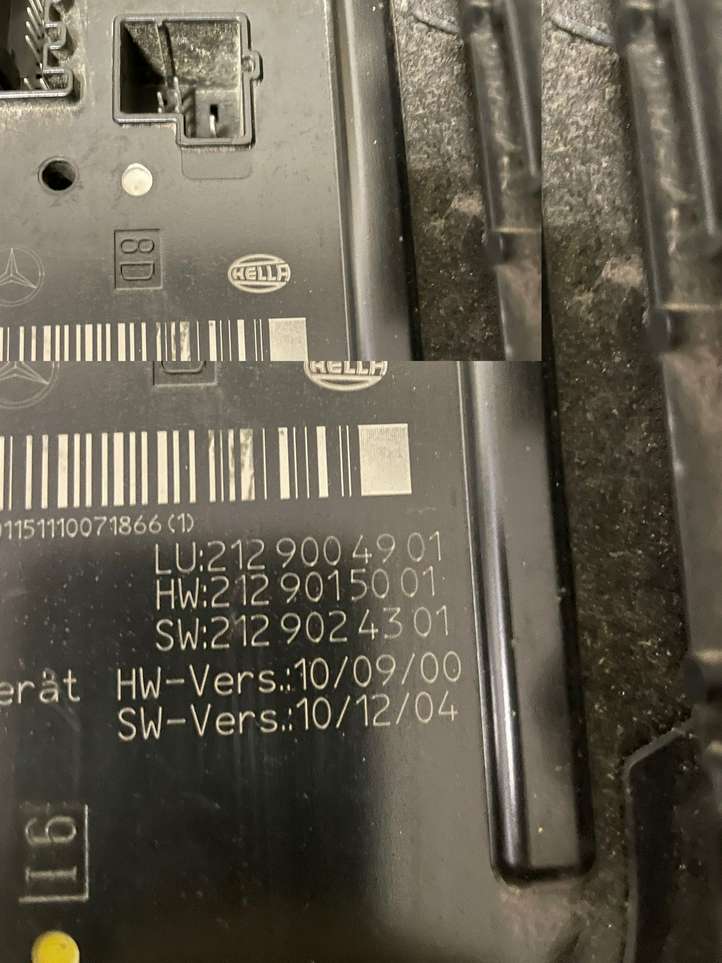 8D
HELLA
HELLA
01151110071866(1)
LU:212 900 49 01
HW:212 901 50 01
SW:212 902 43 01
erät HW-Vers.:10/09/00
SW-Vers.:10/12/04
I6